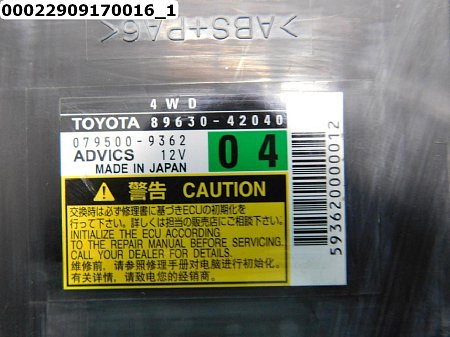 00022909170016_1
>ABS+PA6<
4WD
TOYOTA 89630-42040
079500-9362
ADVICS 12V
MADE IN JAPAN
04
警告 CAUTION
交換時は必ず修理書に基づきECUの初期化を
行って下さい。詳しくは担当の販売店にご相談下さい。
INITIALIZE THE ECU ACCORDING
TO THE REPAIR MANUAL BEFORE SERVICING.
CALL YOUR DEALER FOR DETAILS.
维修前，请参照修理手册对电脑进行初始化。
有关详情，请致电您的经销商。
593620000012